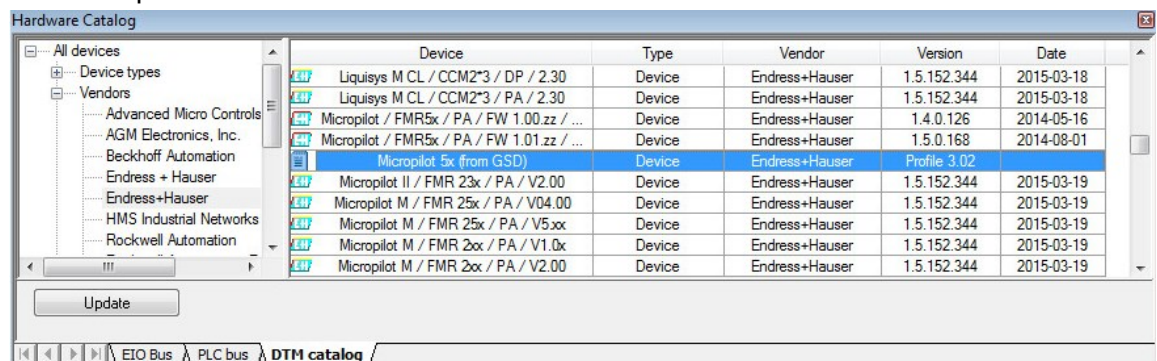 Hardware Catalog
All devices
Device types
Vendors
Advanced Micro Controls
AGM Electronics, Inc.
Beckhoff Automation
Endress + Hauser
Endress+Hauser
HMS Industrial Networks
Rockwell Automation
Device Type Vendor Version Date
Liquisys M CL / CCM2*3 / DP / 2.30 Device Endress+Hauser 1.5.152.344 2015-03-18
Liquisys M CL / CCM2*3 / PA / 2.30 Device Endress+Hauser 1.5.152.344 2015-03-18
Micropilot / FMR5x / PA / FW 1.00.zz / ... Device Endress+Hauser 1.4.0.126 2014-05-16
Micropilot / FMR5x / PA / FW 1.01.zz / ... Device Endress+Hauser 1.5.0.168 2014-08-01
Micropilot 5x (from GSD) Device Endress+Hauser Profile 3.02
Micropilot II / FMR 23x / PA / V2.00 Device Endress+Hauser 1.5.152.344 2015-03-19
Micropilot M / FMR 25x / PA / V04.00 Device Endress+Hauser 1.5.152.344 2015-03-19
Micropilot M / FMR 25x / PA / V5.xx Device Endress+Hauser 1.5.152.344 2015-03-19
Micropilot M / FMR 2xx / PA / V1.0x Device Endress+Hauser 1.5.152.344 2015-03-19
Micropilot M / FMR 2xx / PA / V2.00 Device Endress+Hauser 1.5.152.344 2015-03-19
Update
EIO Bus PLC bus DTM catalog